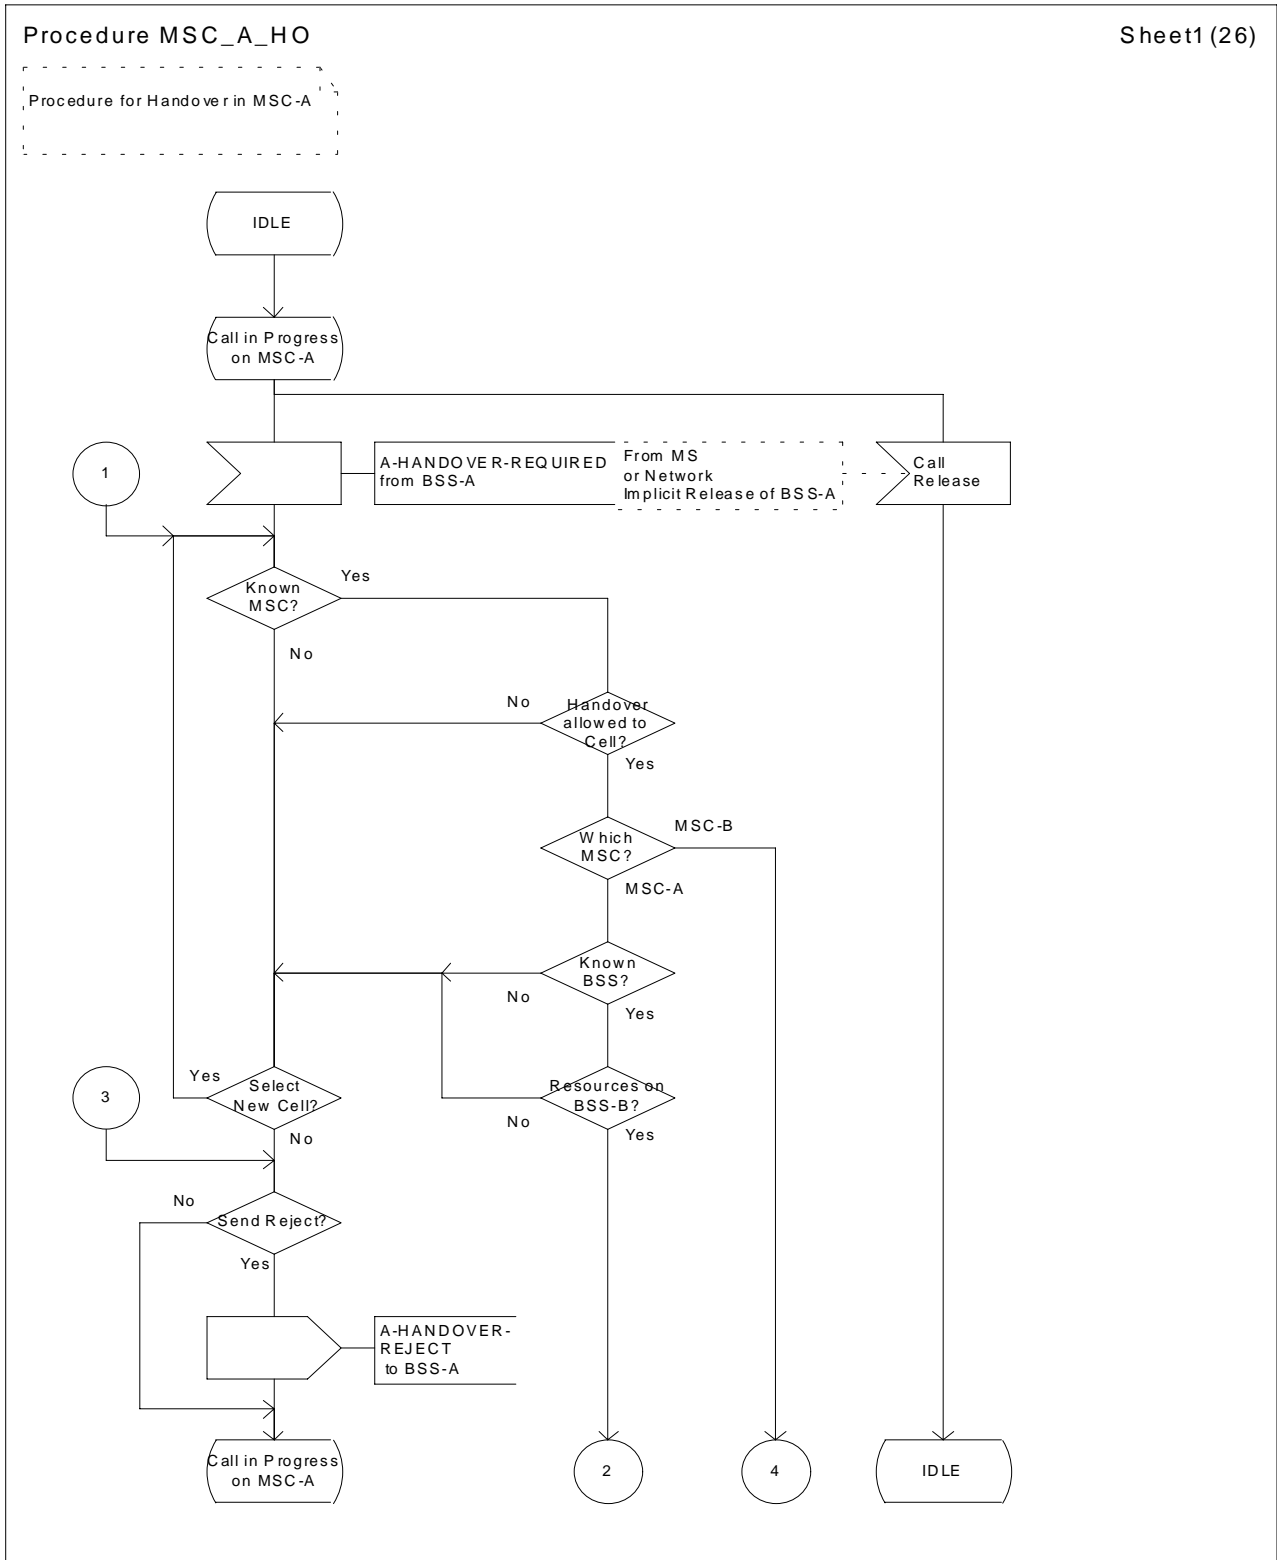 Procedure MSC_A_HO
Sheet1 (26)
Procedure for Handover in MSC-A
IDLE
Call in Progress
on MSC-A
1
A-HANDOVER-REQUIRED
from BSS-A
From MS
or Network
Implicit Release of BSS-A
Call
Release
Known
MSC?
Yes
No
No
Handover
allowed to
Cell?
Yes
Which
MSC?
MSC-B
MSC-A
Known
BSS?
No
Yes
3
Yes
Select
New Cell?
No
Resources on
BSS-B?
No
Yes
No
Send Reject?
Yes
A-HANDOVER-
REJECT
to BSS-A
Call in Progress
on MSC-A
2
4
IDLE